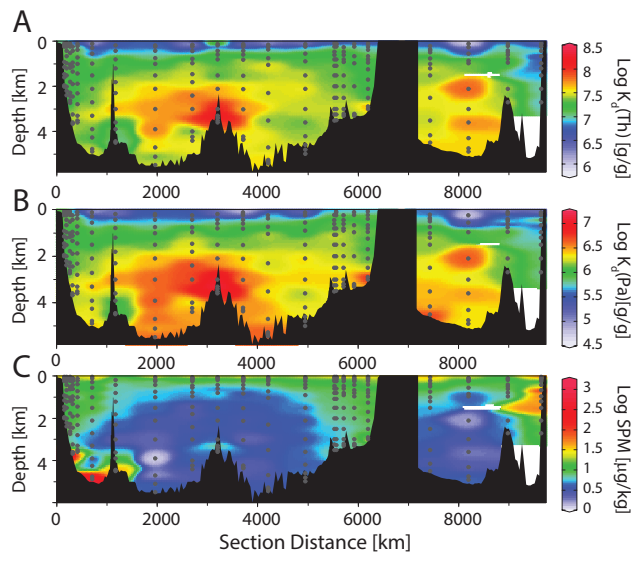 A
0
2
4
Depth [km]
0 2000 4000 6000 8000
8.5
8
7.5
7
6.5
6
Log Kd(Th) [g/g]
B
0
2
4
Depth [km]
0 2000 4000 6000 8000
7
6.5
6
5.5
5
4.5
Log Kd(Pa)[g/g]
C
0
2
4
Depth [km]
0 2000 4000 6000 8000
3
2.5
2
1.5
1
0.5
0
Log SPM [µg/kg]
Section Distance [km]